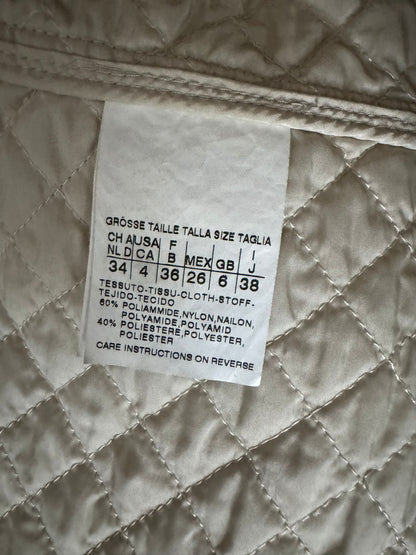 GRÖSSE TAILLE TALLA SIZE TAGLIA
CH A USA F I
NL D CA B MEX GB J
34 4 36 26 6 38
TESSUTO-TISSU-CLOTH-STOFF-
TEJIDO-TECIDO
60% POLIAMMIDE,NYLON,NAILON,
POLYAMIDE,POLYAMID
40% POLIESTERE,POLYESTER,
POLIESTER
CARE INSTRUCTIONS ON REVERSE